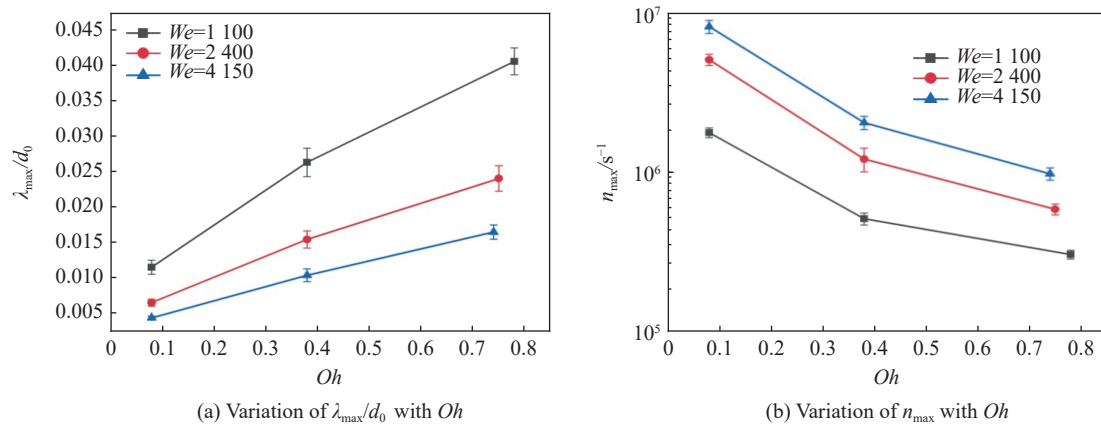 0.045
0.040
0.035
0.030
0.025
0.020
0.015
0.010
0.005
λmax/d0
0 0.1 0.2 0.3 0.4 0.5 0.6 0.7 0.8
Oh
We=1 100
We=2 400
We=4 150
(a) Variation of λmax/d0 with Oh
10^7
10^6
10^5
nmax/s^−1
0 0.1 0.2 0.3 0.4 0.5 0.6 0.7 0.8
Oh
We=1 100
We=2 400
We=4 150
(b) Variation of nmax with Oh